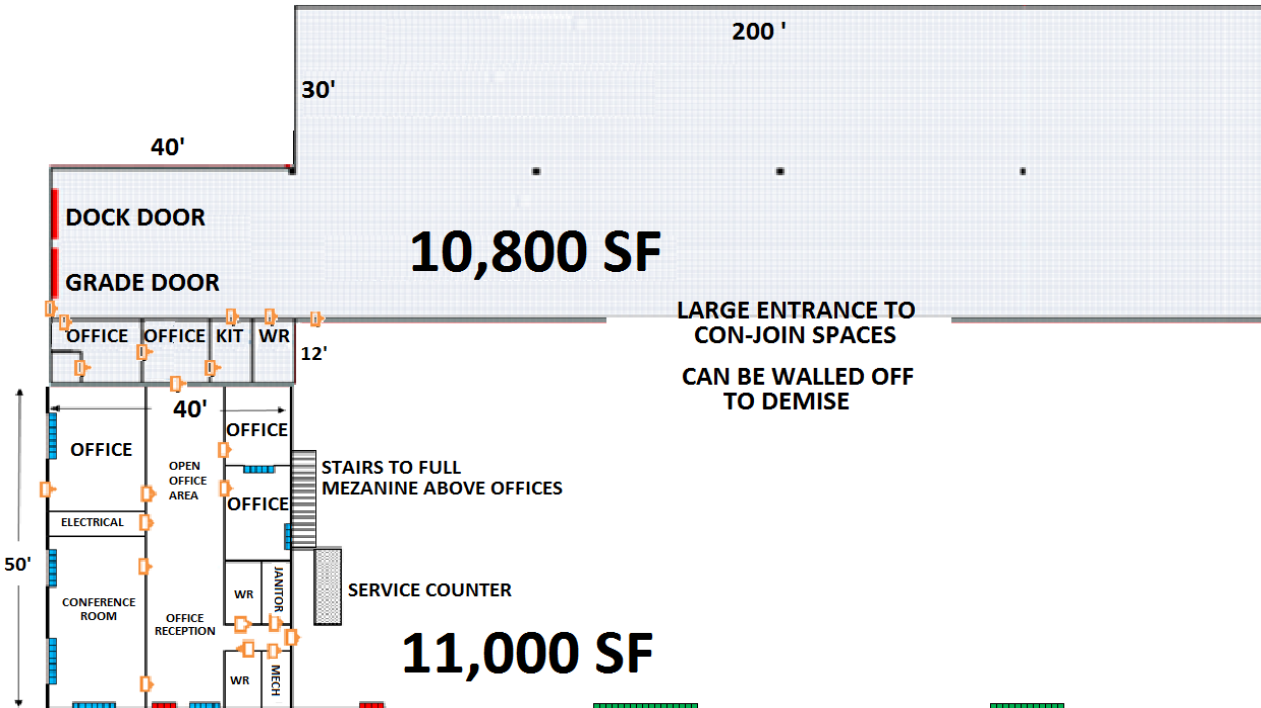 200 '
30'
40'
DOCK DOOR
10,800 SF
GRADE DOOR
LARGE ENTRANCE TO
CON-JOIN SPACES
OFFICE
OFFICE
KIT
WR
12'
CAN BE WALLED OFF
TO DEMISE
40'
OFFICE
OFFICE
OPEN
OFFICE
AREA
STAIRS TO FULL
MEZANINE ABOVE OFFICES
OFFICE
ELECTRICAL
50'
JANITOR
WR
SERVICE COUNTER
CONFERENCE
ROOM
OFFICE
RECEPTION
11,000 SF
WR
MECH